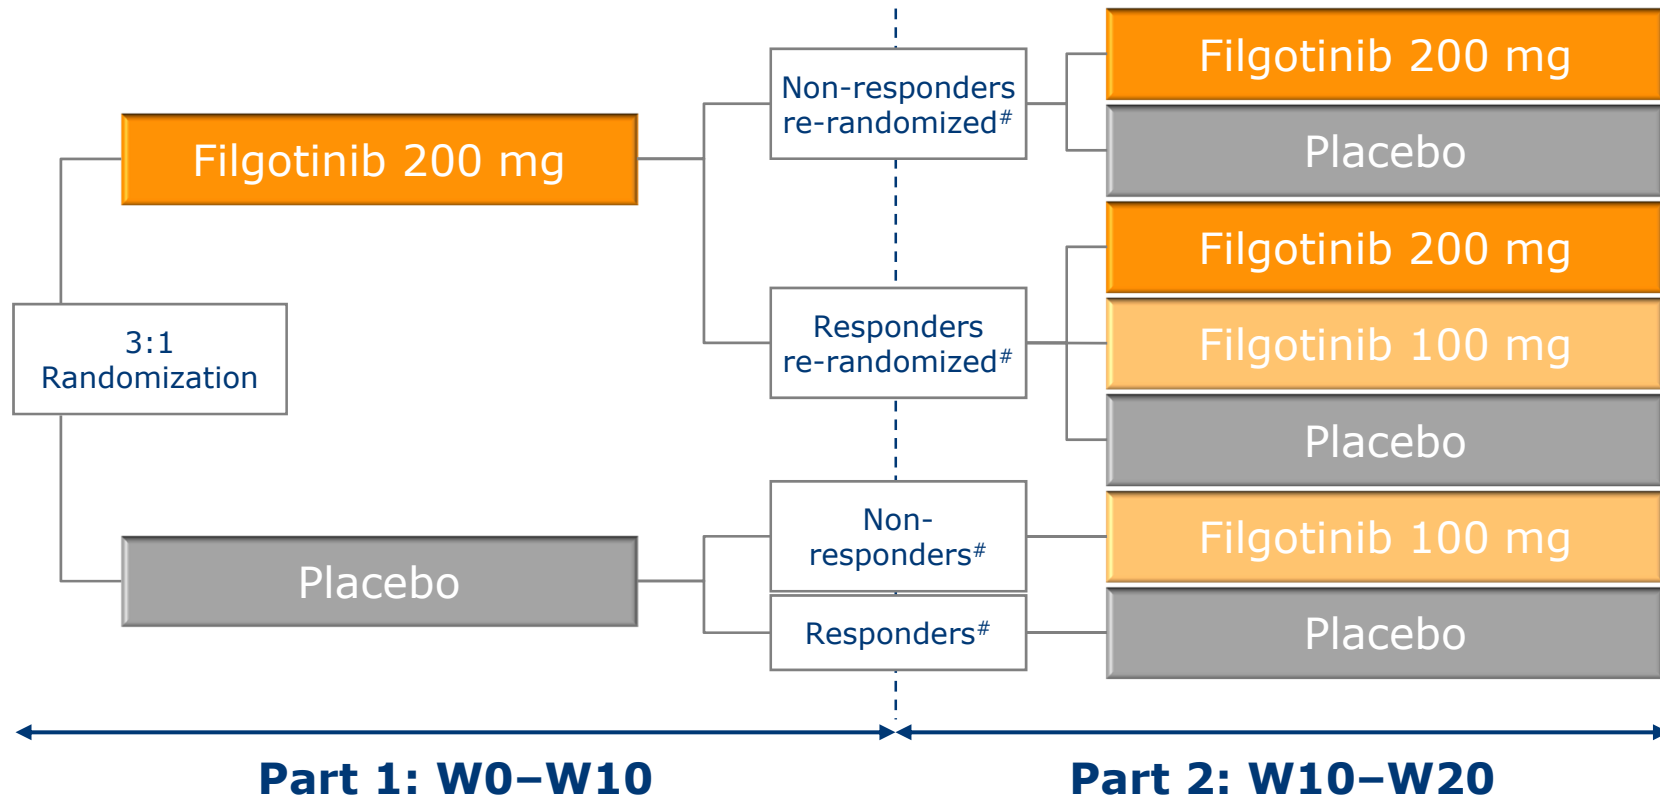 3:1
Randomization
Filgotinib 200 mg
Placebo
Non-responders
re-randomized#
Responders
re-randomized#
Non-
responders#
Responders#
Filgotinib 200 mg
Placebo
Filgotinib 200 mg
Filgotinib 100 mg
Placebo
Filgotinib 100 mg
Placebo
Part 1: W0–W10
Part 2: W10–W20